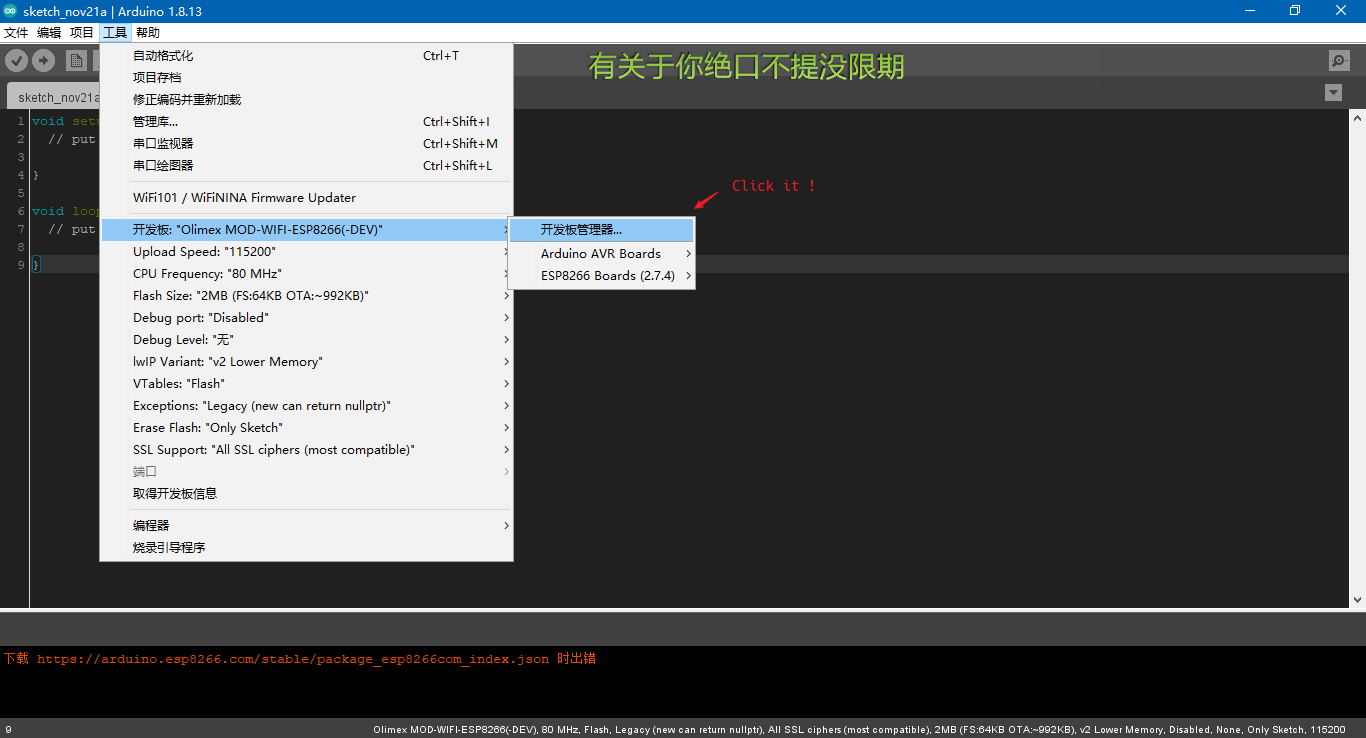 sketch_nov21a | Arduino 1.8.13
文件 编辑 项目 工具 帮助
有关于你绝口不提没限期
sketch_nov21a
自动格式化 Ctrl+T
项目存档
修正编码并重新加载
管理库... Ctrl+Shift+I
串口监视器 Ctrl+Shift+M
串口绘图器 Ctrl+Shift+L
WiFi101 / WiFiNINA Firmware Updater
开发板: "Olimex MOD-WIFI-ESP8266(-DEV)"
Upload Speed: "115200"
CPU Frequency: "80 MHz"
Flash Size: "2MB (FS:64KB OTA:~992KB)"
Debug port: "Disabled"
Debug Level: "无"
lwIP Variant: "v2 Lower Memory"
VTables: "Flash"
Exceptions: "Legacy (new can return nullptr)"
Erase Flash: "Only Sketch"
SSL Support: "All SSL ciphers (most compatible)"
端口
取得开发板信息
编程器
烧录引导程序
Click it !
开发板管理器...
Arduino AVR Boards
ESP8266 Boards (2.7.4)
1 void setu
2 // put
3
4 }
5
6 void loop
7 // put
8
9 }
下载 https://arduino.esp8266.com/stable/package_esp8266com_index.json 时出错
9 Olimex MOD-WIFI-ESP8266(-DEV), 80 MHz, Flash, Legacy (new can return nullptr), All SSL ciphers (most compatible), 2MB (FS:64KB OTA:~992KB), v2 Lower Memory, Disabled, None, Only Sketch, 115200